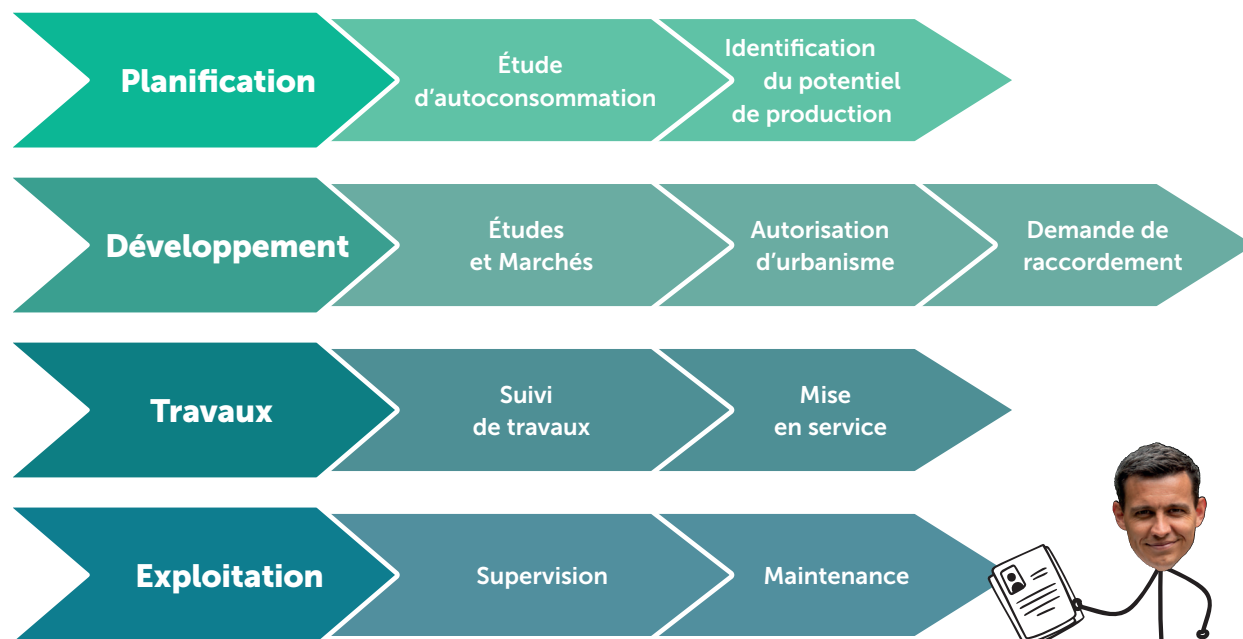 Planification
Étude
d’autoconsommation
Identification
du potentiel
de production
Développement
Études
et Marchés
Autorisation
d’urbanisme
Demande de
raccordement
Travaux
Suivi
de travaux
Mise
en service
Exploitation
Supervision
Maintenance